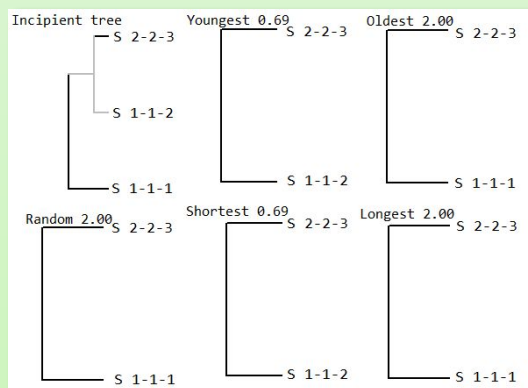 Incipient tree
S 2-2-3
S 1-1-2
S 1-1-1
Youngest 0.69
S 2-2-3
S 1-1-2
Oldest 2.00
S 2-2-3
S 1-1-1
Random 2.00
S 2-2-3
S 1-1-1
Shortest 0.69
S 2-2-3
S 1-1-2
Longest 2.00
S 2-2-3
S 1-1-1